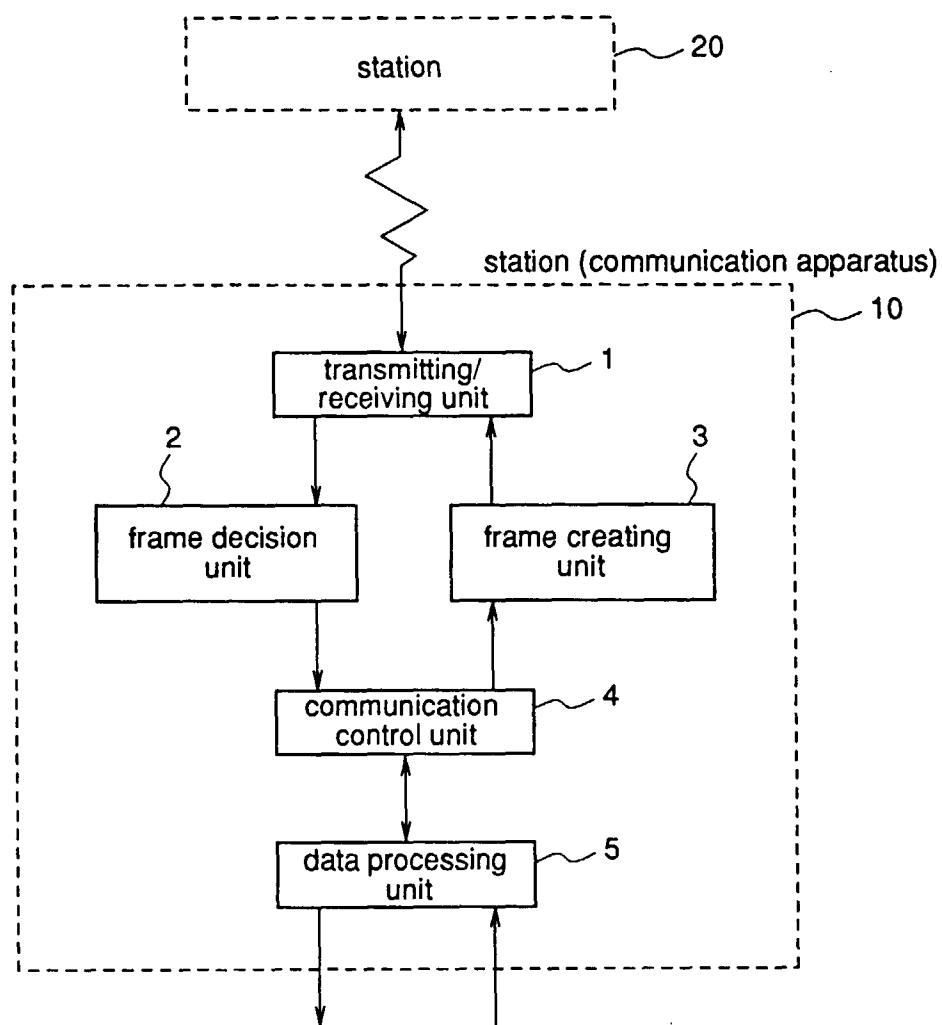 station
20
station (communication apparatus)
10
transmitting/
receiving unit
1
2
3
frame decision
unit
frame creating
unit
communication
control unit
4
data processing
unit
5